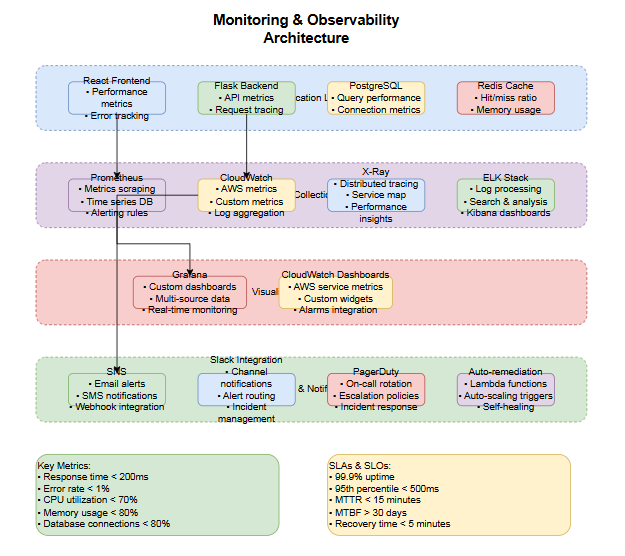 Monitoring & Observability
Architecture
React Frontend
• Performance
metrics
• Error tracking
Flask Backend
• API metrics
• Request tracing
PostgreSQL
• Query performance
• Connection metrics
Redis Cache
• Hit/miss ratio
• Memory usage
Prometheus
• Metrics scraping
• Time series DB
• Alerting rules
CloudWatch
• AWS metrics
• Custom metrics
• Log aggregation
X-Ray
• Distributed tracing
• Service map
• Performance
insights
ELK Stack
• Log processing
• Search & analysis
• Kibana dashboards
Grafana
• Custom dashboards
• Multi-source data
• Real-time monitoring
Visual
CloudWatch Dashboards
• AWS service metrics
• Custom widgets
• Alarms integration
SNS
• Email alerts
• SMS notifications
• Webhook integration
Slack Integration
• Channel
notifications
• Alert routing
• Incident
management
& Notif
PagerDuty
• On-call rotation
• Escalation policies
• Incident response
Auto-remediation
• Lambda functions
• Auto-scaling triggers
• Self-healing
Key Metrics:
• Response time < 200ms
• Error rate < 1%
• CPU utilization < 70%
• Memory usage < 80%
• Database connections < 80%
SLAs & SLOs:
• 99.9% uptime
• 95th percentile < 500ms
• MTTR < 15 minutes
• MTBF > 30 days
• Recovery time < 5 minutes